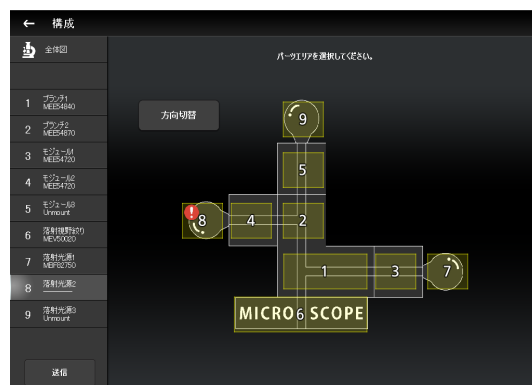 ← 構成
全体図
パーツエリアを選択してください。
方向切替
1 ブランチ1
MEE54840
2 ブランチ2
MEE54870
3 モジュール1
MEE54720
4 モジュール2
MEE54720
5 モジュール3
Unmount
6 落射視野絞り
MEV50020
7 落射光源1
MBF82750
8 落射光源2
9 落射光源3
Unmount
送信
9
5
8
4
2
1
3
7
MICRO6 SCOPE